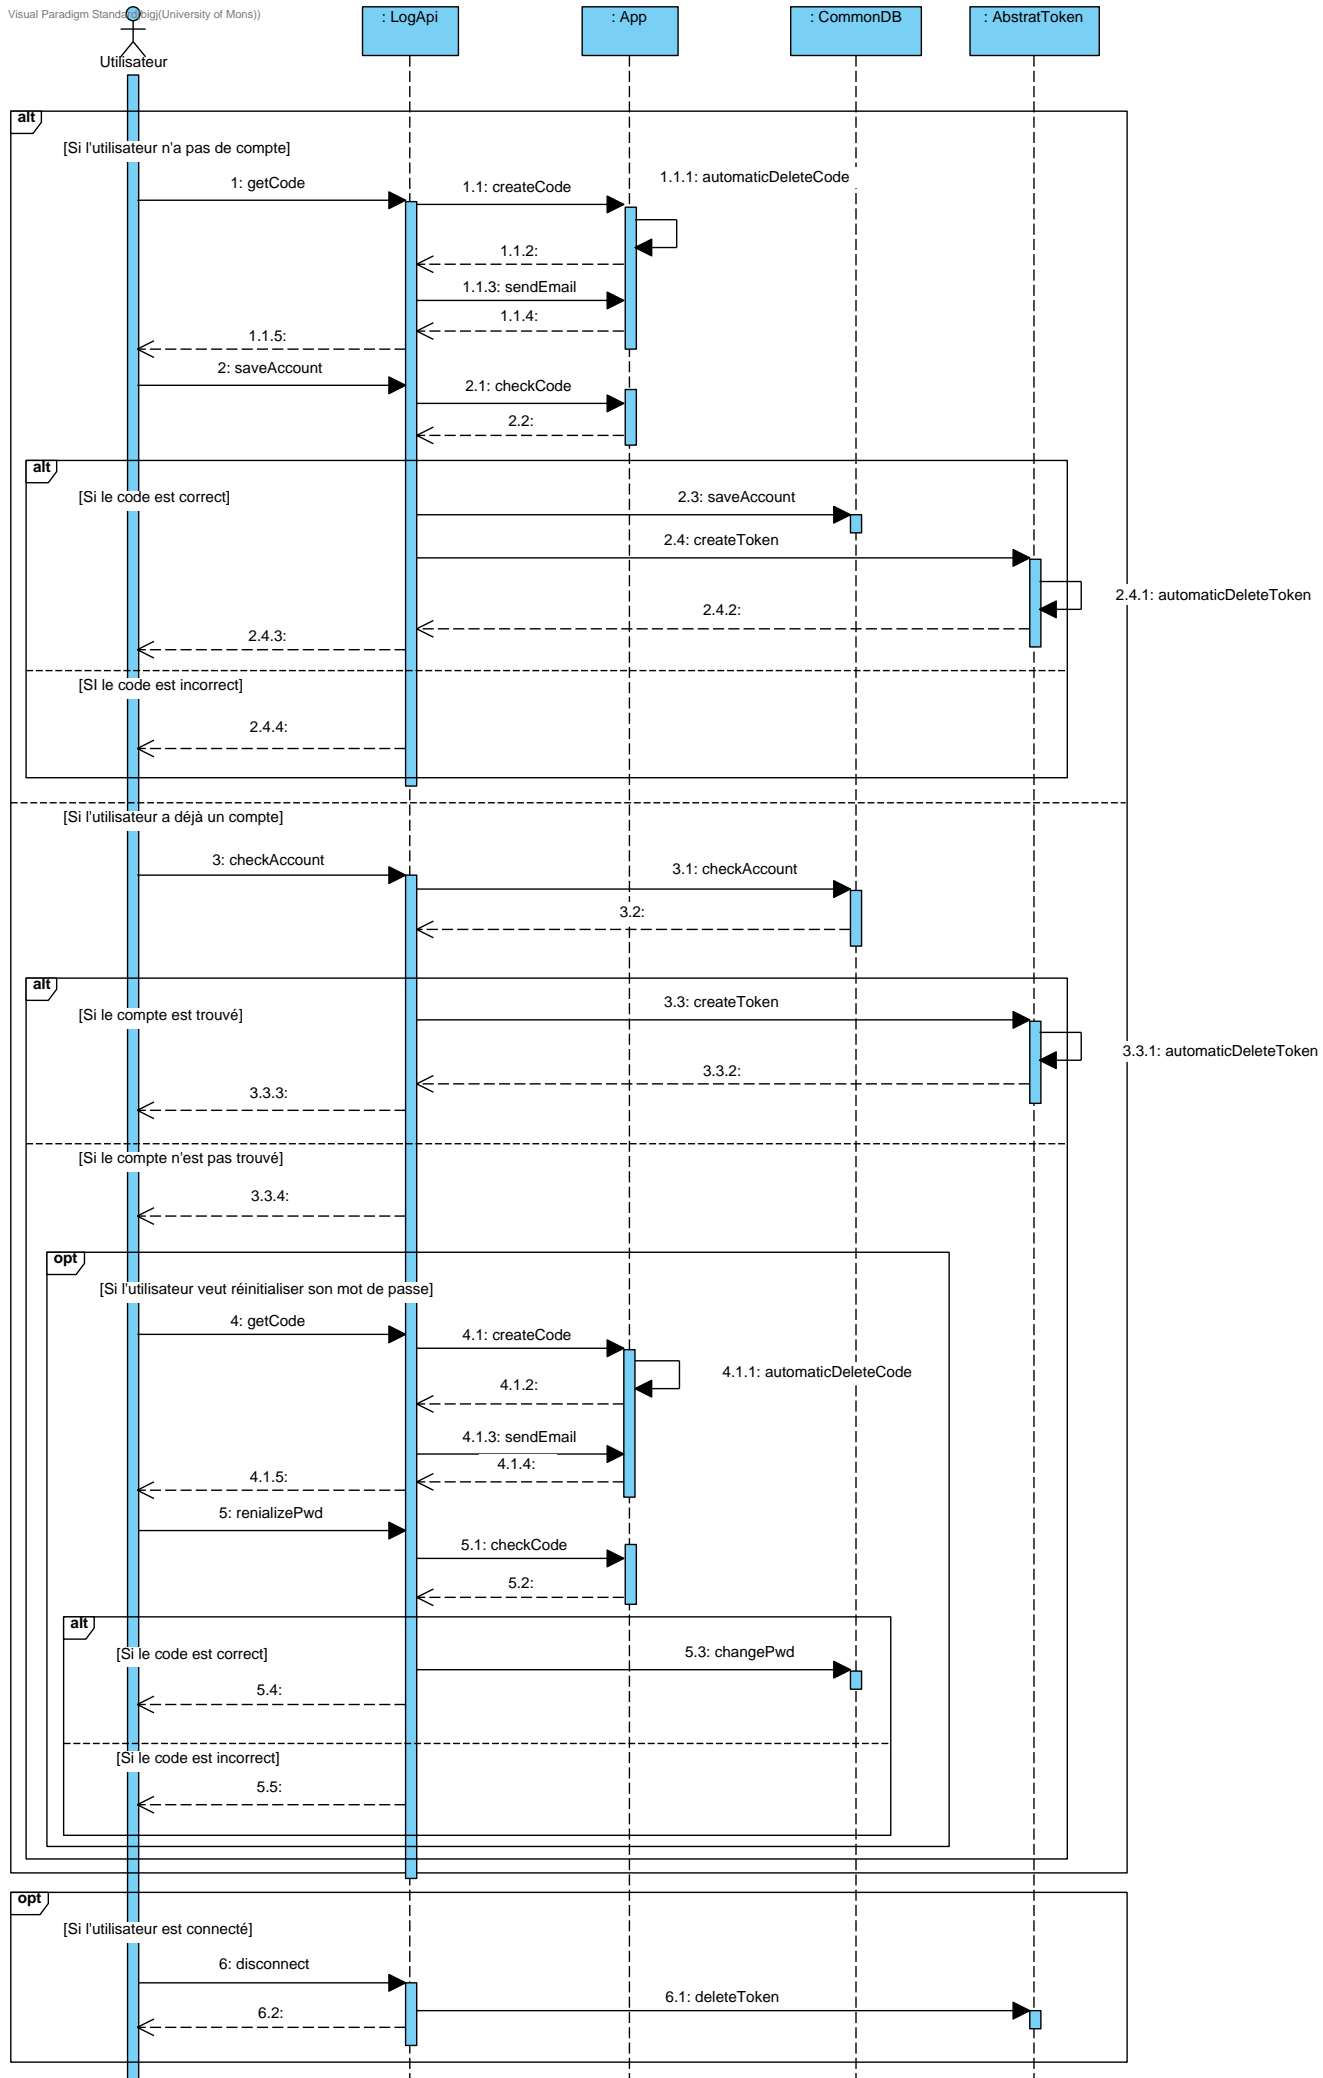 Visual Paradigm Standard(bigj(University of Mons))
Utilisateur
: LogApi
: App
: CommonDB
: AbstratToken
alt
[Si l'utilisateur n'a pas de compte]
1: getCode
1.1: createCode
1.1.1: automaticDeleteCode
1.1.2:
1.1.3: sendEmail
1.1.4:
1.1.5:
2: saveAccount
2.1: checkCode
2.2:
alt
[Si le code est correct]
2.3: saveAccount
2.4: createToken
2.4.1: automaticDeleteToken
2.4.2:
2.4.3:
[SI le code est incorrect]
2.4.4:
[Si l'utilisateur a déjà un compte]
3: checkAccount
3.1: checkAccount
3.2:
alt
[Si le compte est trouvé]
3.3: createToken
3.3.1: automaticDeleteToken
3.3.2:
3.3.3:
[Si le compte n'est pas trouvé]
3.3.4:
opt
[Si l'utilisateur veut réinitialiser son mot de passe]
4: getCode
4.1: createCode
4.1.1: automaticDeleteCode
4.1.2:
4.1.3: sendEmail
4.1.4:
4.1.5:
5: renializePwd
5.1: checkCode
5.2:
alt
[Si le code est correct]
5.3: changePwd
5.4:
[Si le code est incorrect]
5.5:
opt
[Si l'utilisateur est connecté]
6: disconnect
6.1: deleteToken
6.2: